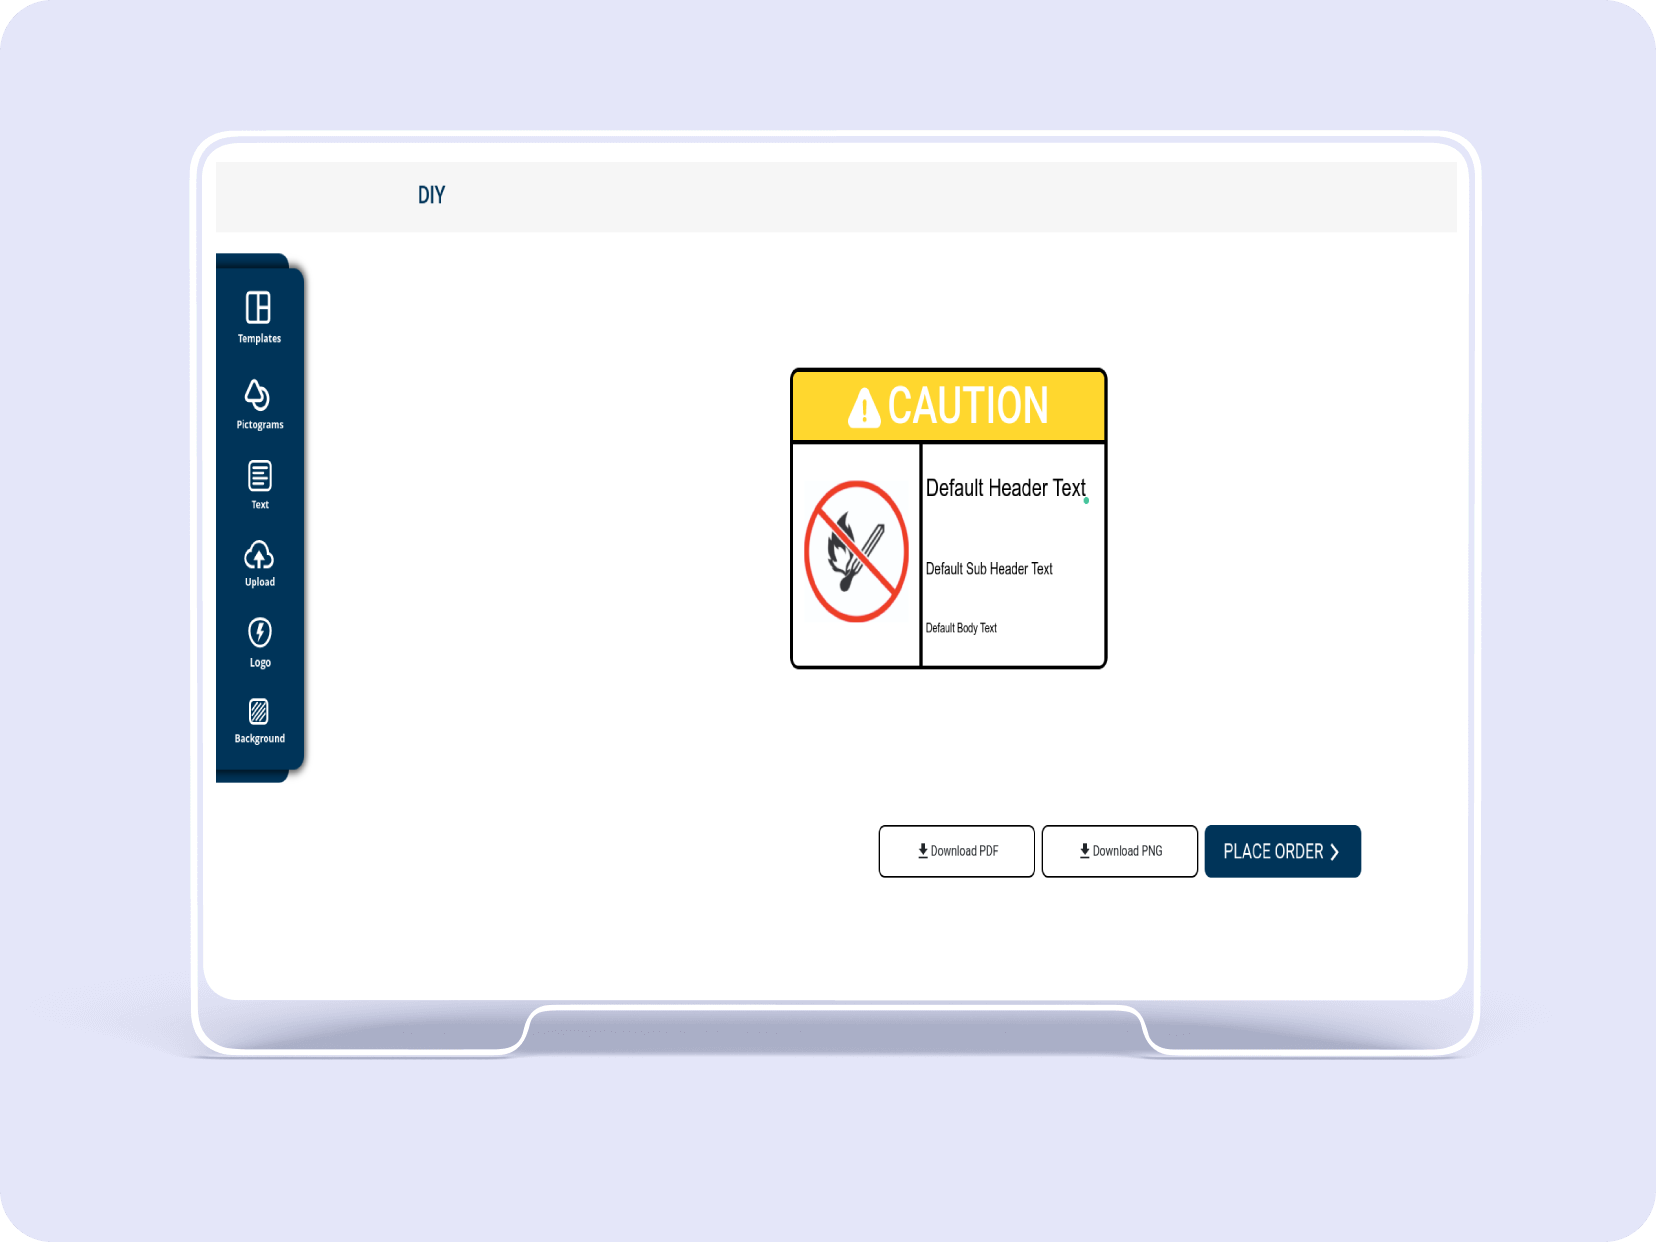 DIY
Templates
Pictograms
Text
Upload
Logo
Background
CAUTION
Default Header Text
Default Sub Header Text
Default Body Text
Download PDF
Download PNG
PLACE ORDER